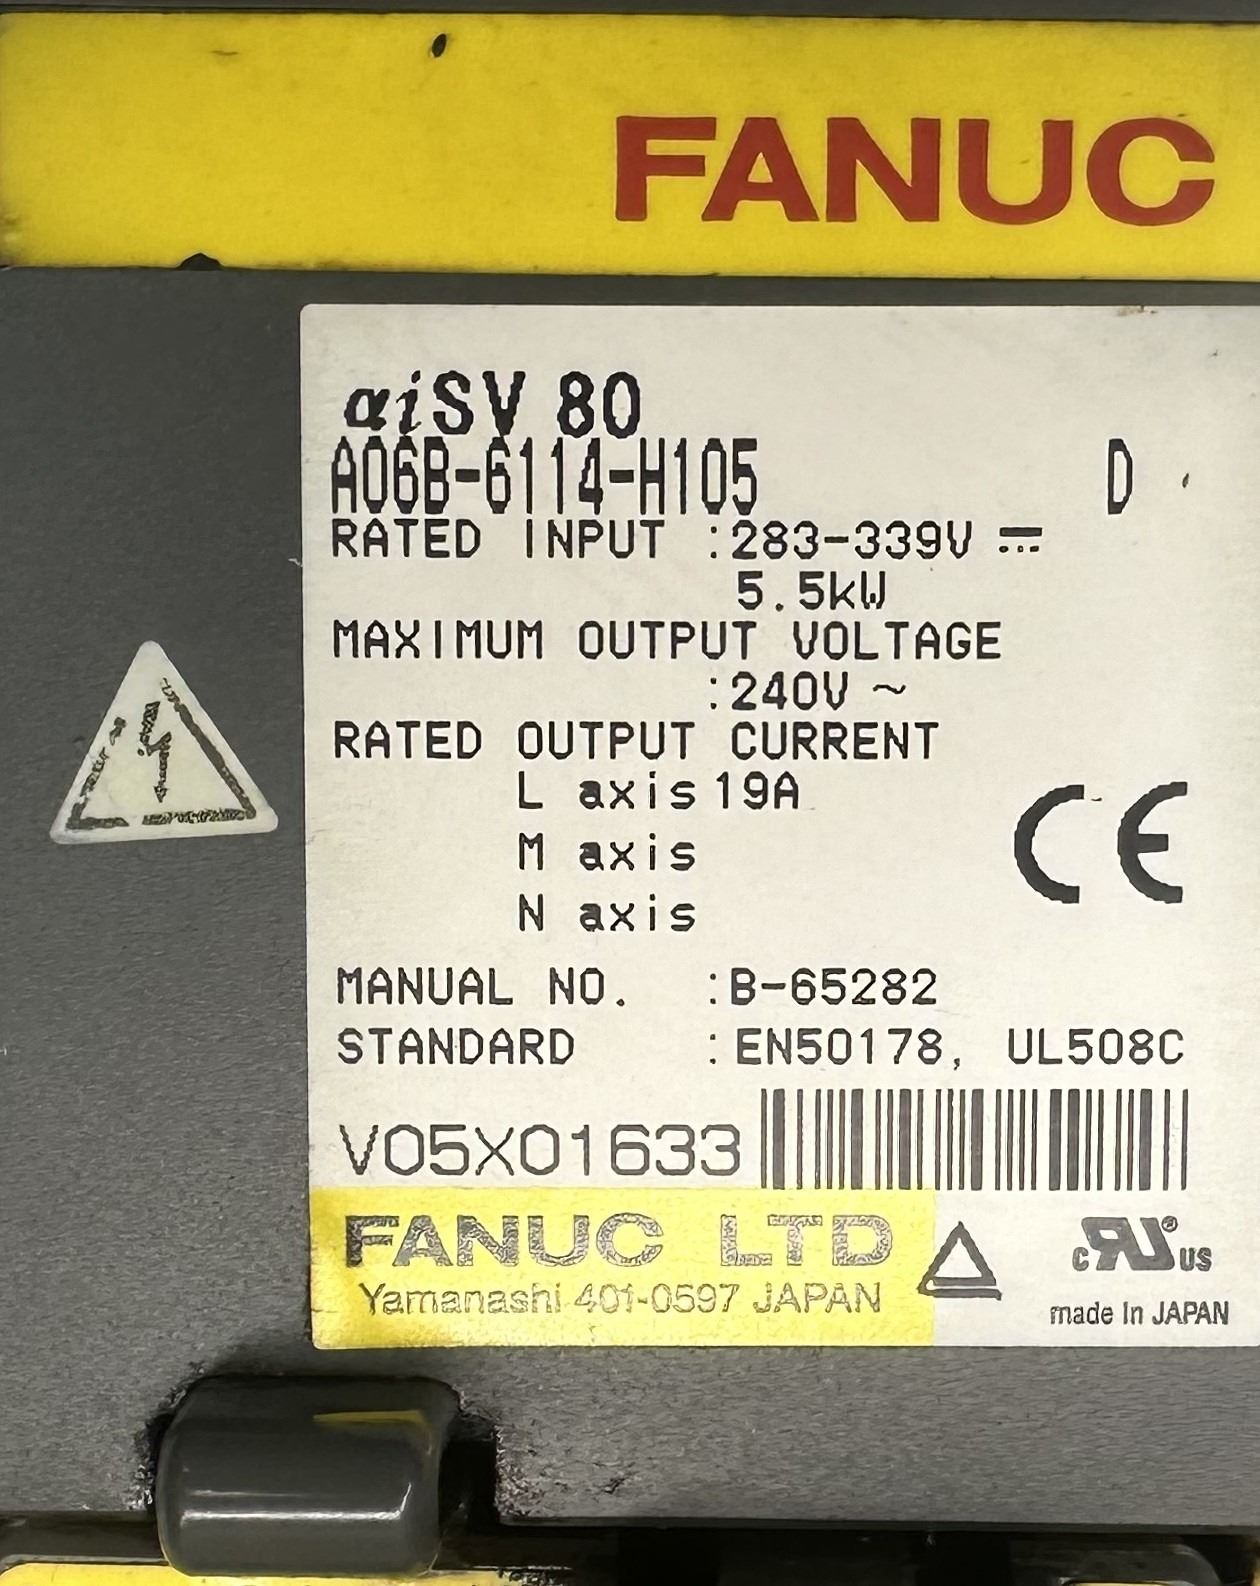 FANUC
αiSV 80
A06B-6114-H105 D
RATED INPUT :283-339V ⎓
5.5kW
MAXIMUM OUTPUT VOLTAGE
:240V ~
RATED OUTPUT CURRENT
L axis 19A
M axis
N axis
CE
MANUAL NO. :B-65282
STANDARD :EN50178, UL508C
V05X01633
FANUC LTD
Yamanashi 401-0597 JAPAN
c RU ® US
made in JAPAN